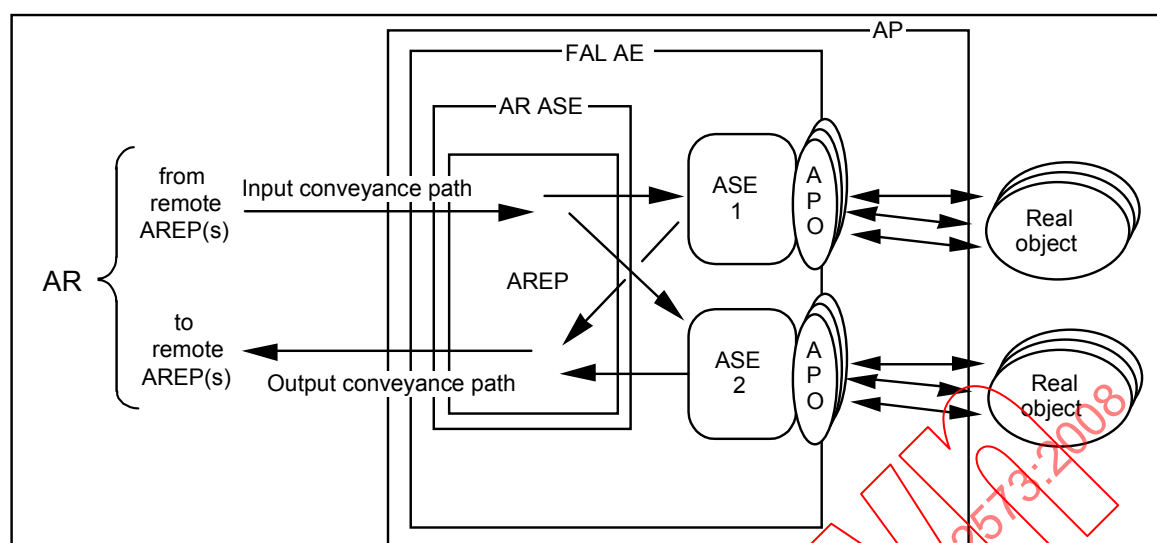 AP
FAL AE
AR ASE
from
remote
AREP(s)
Input conveyance path
ASE
1
A
P
O
Real
object
AR
AREP
to
remote
AREP(s)
Output conveyance path
ASE
2
A
P
O
Real
object
2573:2008